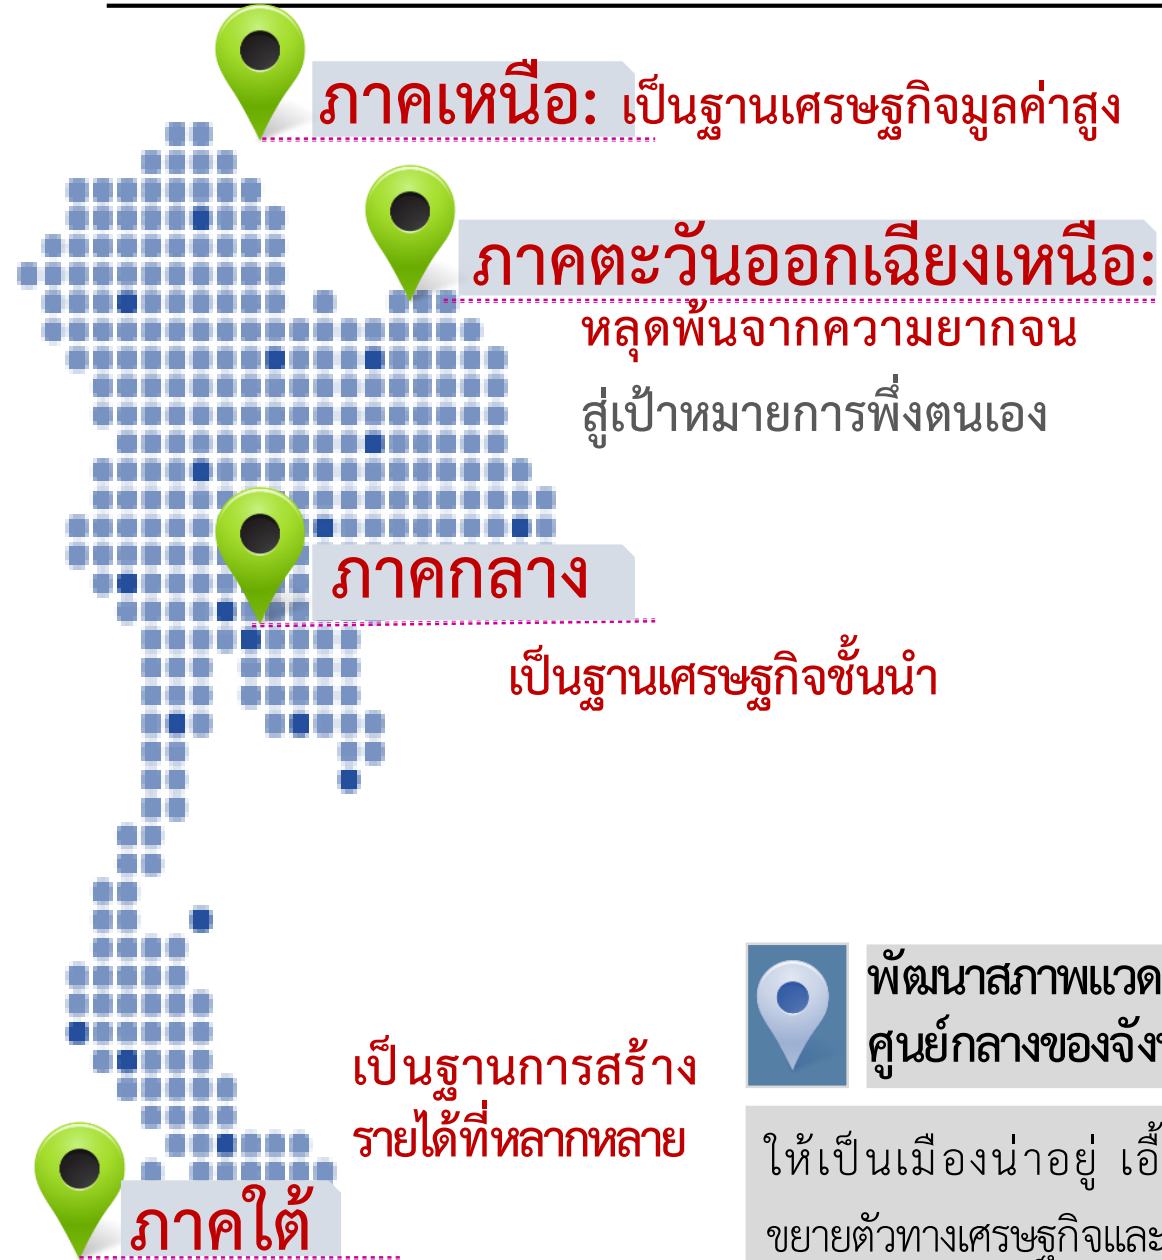 ภาคเหนือ: เป็นฐานเศรษฐกิจมูลค่าสูง
ภาคตะวันออกเฉียงเหนือ:
หลุดพ้นจากความยากจน
สู่เป้าหมายการพึ่งตนเอง
ภาคกลาง
เป็นฐานเศรษฐกิจชั้นนำ
เป็นฐานการสร้าง
รายได้ที่หลากหลาย
ภาคใต้
พัฒนาสภาพแวด
ศูนย์กลางของจัง
ให้เป็นเมืองน่าอยู่ เอื้
ขยายตัวทางเศรษฐกิจและ